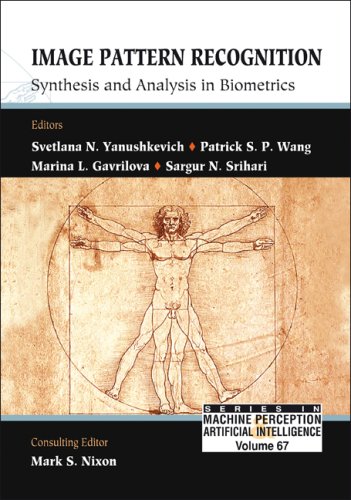 IMAGE PATTERN RECOGNITION
Synthesis and Analysis in Biometrics
Editors
Svetlana N. Yanushkevich ♦ Patrick S. P. Wang
Marina L. Gavrilova ♦ Sargur N. Srihari
SERIES IN
MACHINE PERCEPTION
ARTIFICIAL INTELLIGENCE
Volume 67
Consulting Editor
Mark S. Nixon